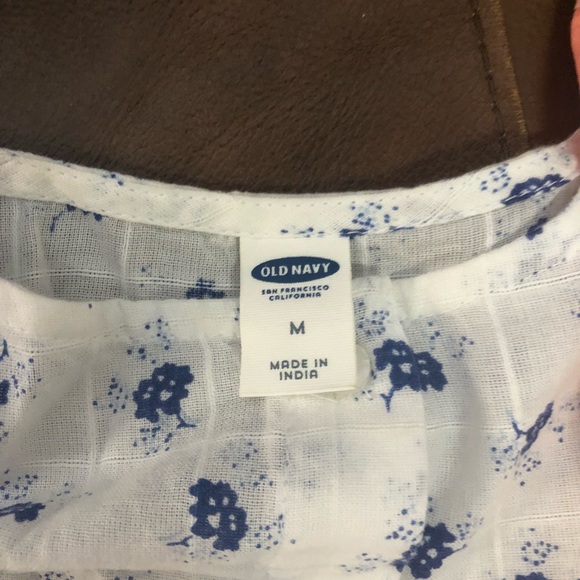 OLD NAVY
SAN FRANCISCO
CALIFORNIA
M
MADE IN
INDIA